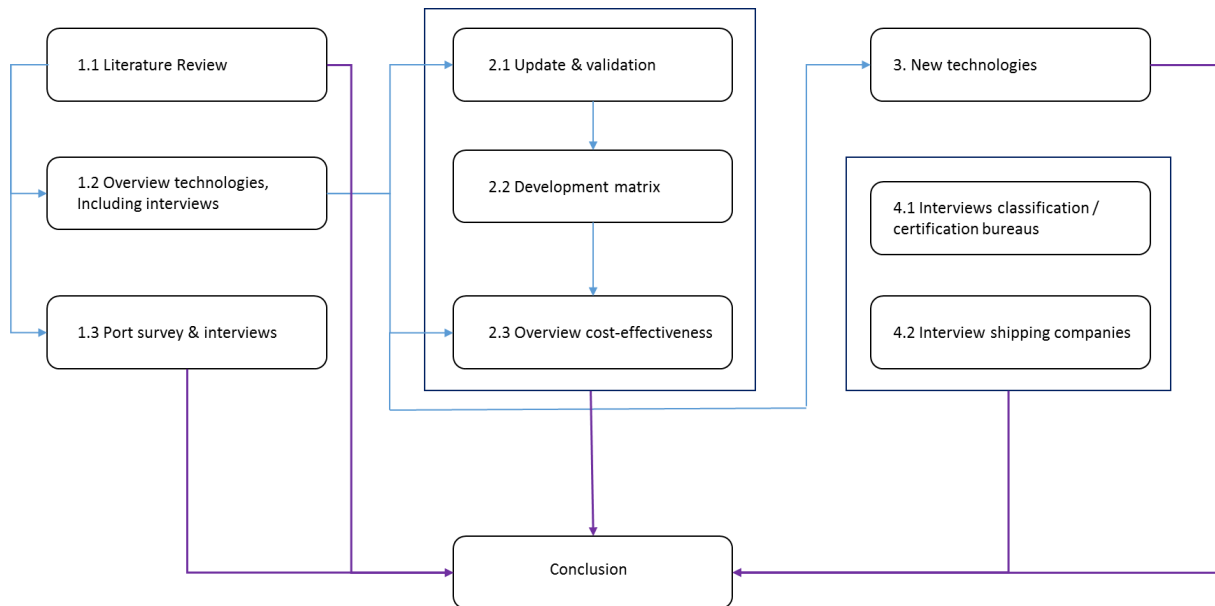 1.1 Literature Review
1.2 Overview technologies,
Including interviews
1.3 Port survey & interviews
2.1 Update & validation
2.2 Development matrix
2.3 Overview cost-effectiveness
3. New technologies
4.1 Interviews classification /
certification bureaus
4.2 Interview shipping companies
Conclusion